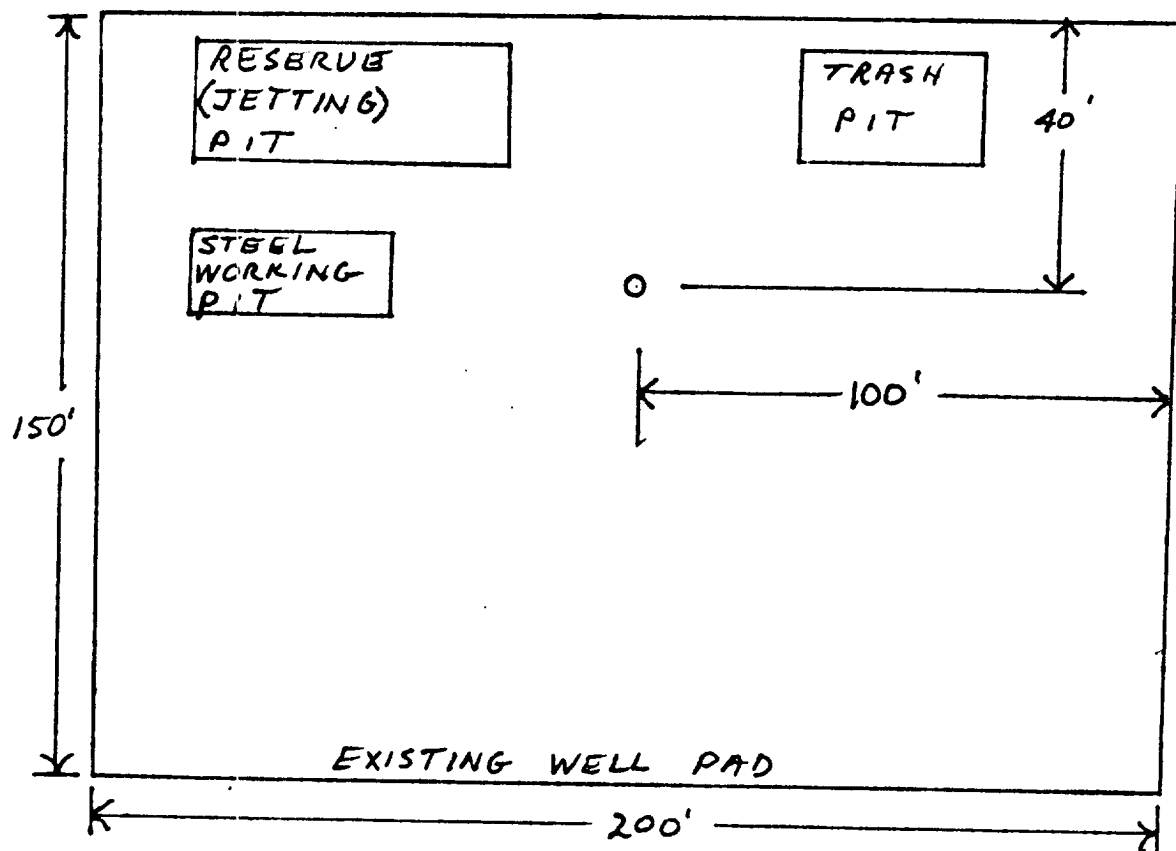 RESERVE
(JETTING)
PIT
TRASH
PIT
40'
STEEL
WORKING
PIT
100'
150'
EXISTING WELL PAD
200'